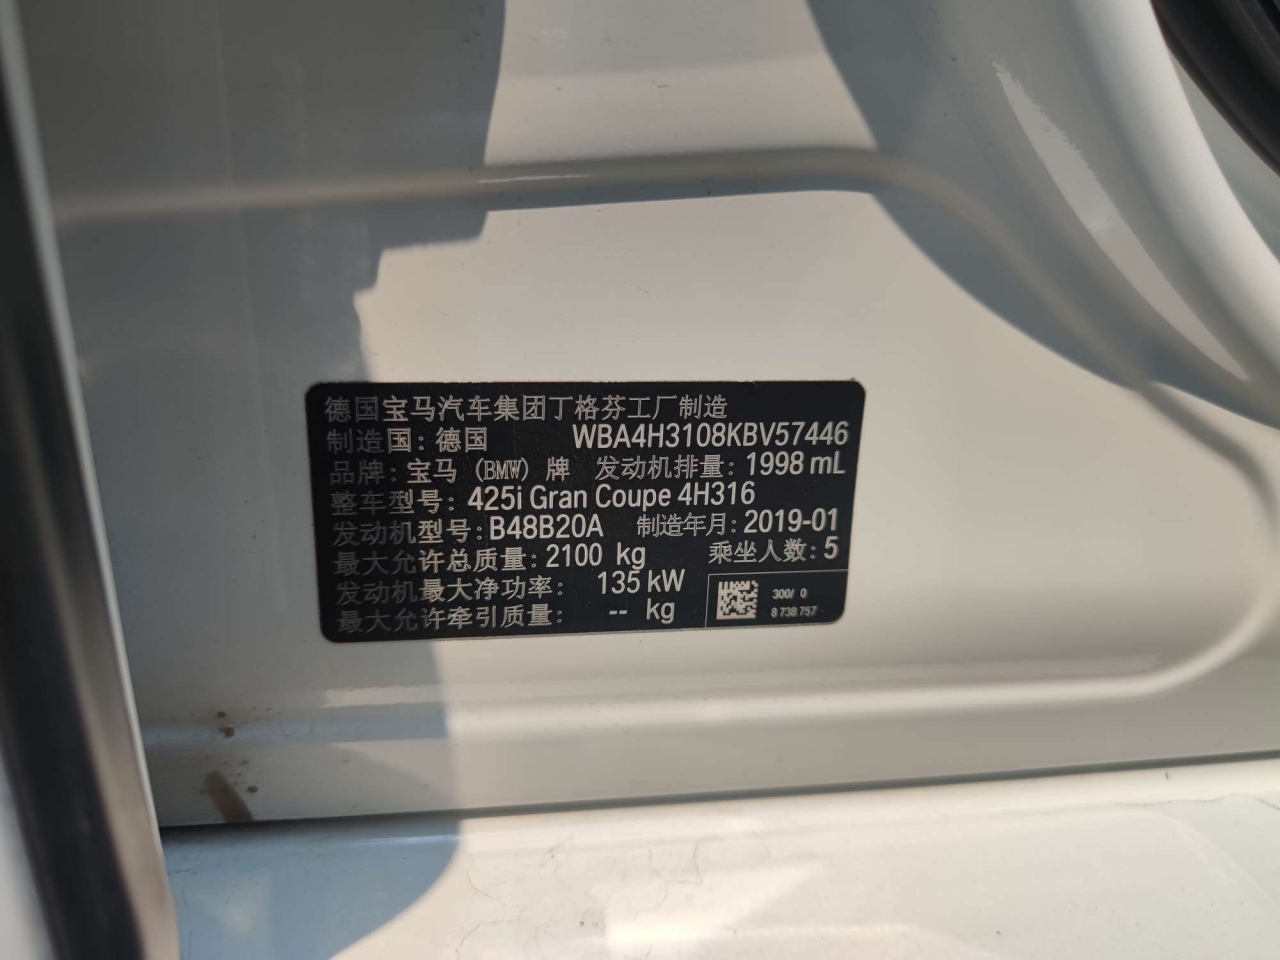 德国宝马汽车集团丁格芬工厂制造
制造国：德国 WBA4H3108KBV57446
品牌：宝马（BMW）牌 发动机排量：1998 mL
整车型号：425i Gran Coupe 4H316
发动机型号：B48B20A 制造年月：2019-01
最大允许总质量：2100 kg 乘坐人数：5
发动机最大净功率： 135 kW
最大允许牵引质量： -- kg
300/ 0
8 738 757